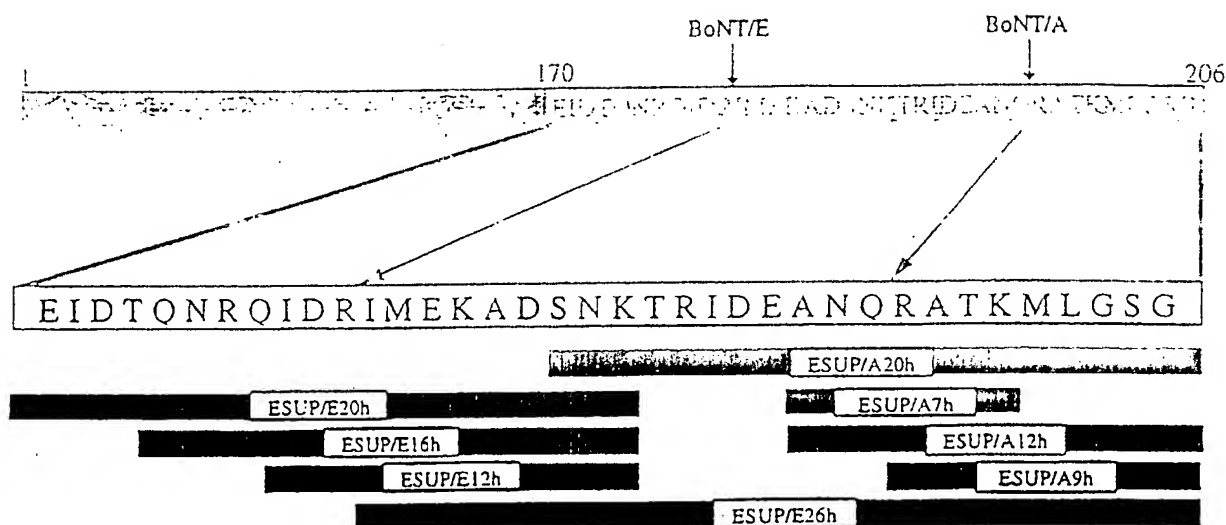 BoNT/E BoNT/A
1 170 206
EIDTQNRQIDRIMEKADSNKTRIDEANQRATKMLGSG
ESUP/A20h
ESUP/E20h ESUP/A7h
ESUP/E16h ESUP/A12h
ESUP/E12h ESUP/A9h
ESUP/E26h